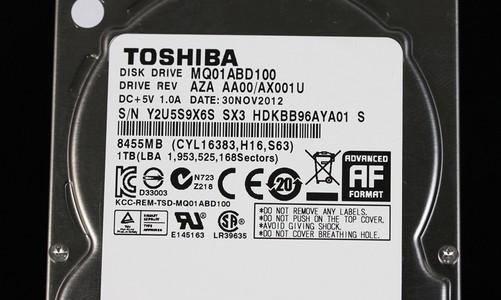 TOSHIBA
DISK DRIVE MQ01ABD100
DRIVE REV AZA AA00/AX001U
DC+5V 1.0A DATE:30NOV2012
S/N Y2U5S9X6S SX3 HDKBB96AYA01 S
8455MB (CYL16383,H16,S63)
1TB(LBA 1,953,525,168Sectors)
D33003
N723
Z218
20
ADVANCED
AF
FORMAT
KCC-REM-TSD-MQ01ABD100
E145163
LR39635
*DO NOT REMOVE ANY LABELS.
*DO NOT PUSH ON THE TOP COVER.
*AVOID GIVING SHOCK.
*DO NOT COVER BREATHING HOLE.